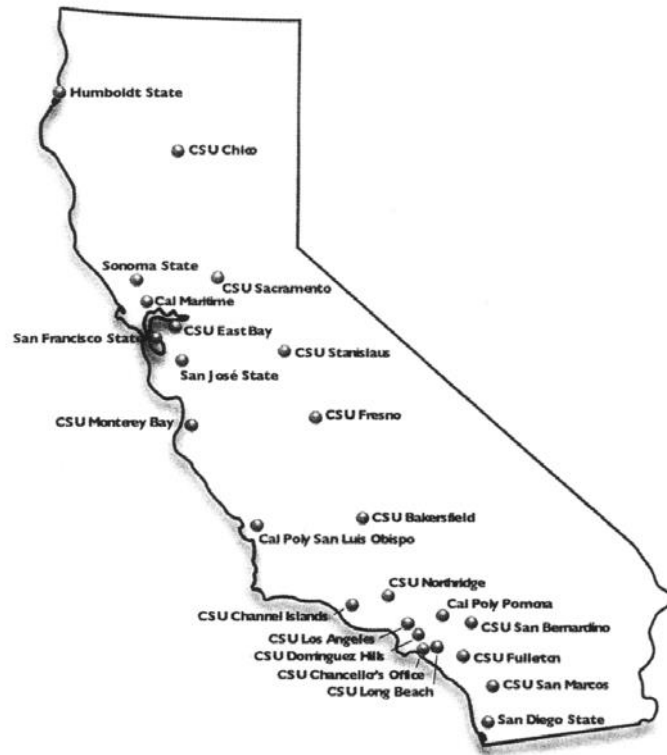 Humboldt State
CSU Chico
Sonoma State
CSU Sacramento
Cal Maritime
CSU East Bay
San Francisco State
CSU Stanislaus
San José State
CSU Monterey Bay
CSU Fresno
CSU Bakersfield
Cal Poly San Luis Obispo
CSU Northridge
CSU Channel Islands
Cal Poly Pomona
CSU Los Angeles
CSU San Bernardino
CSU Dominguez Hills
CSU Fullerton
CSU Chancellor's Office
CSU Long Beach
CSU San Marcos
San Diego State